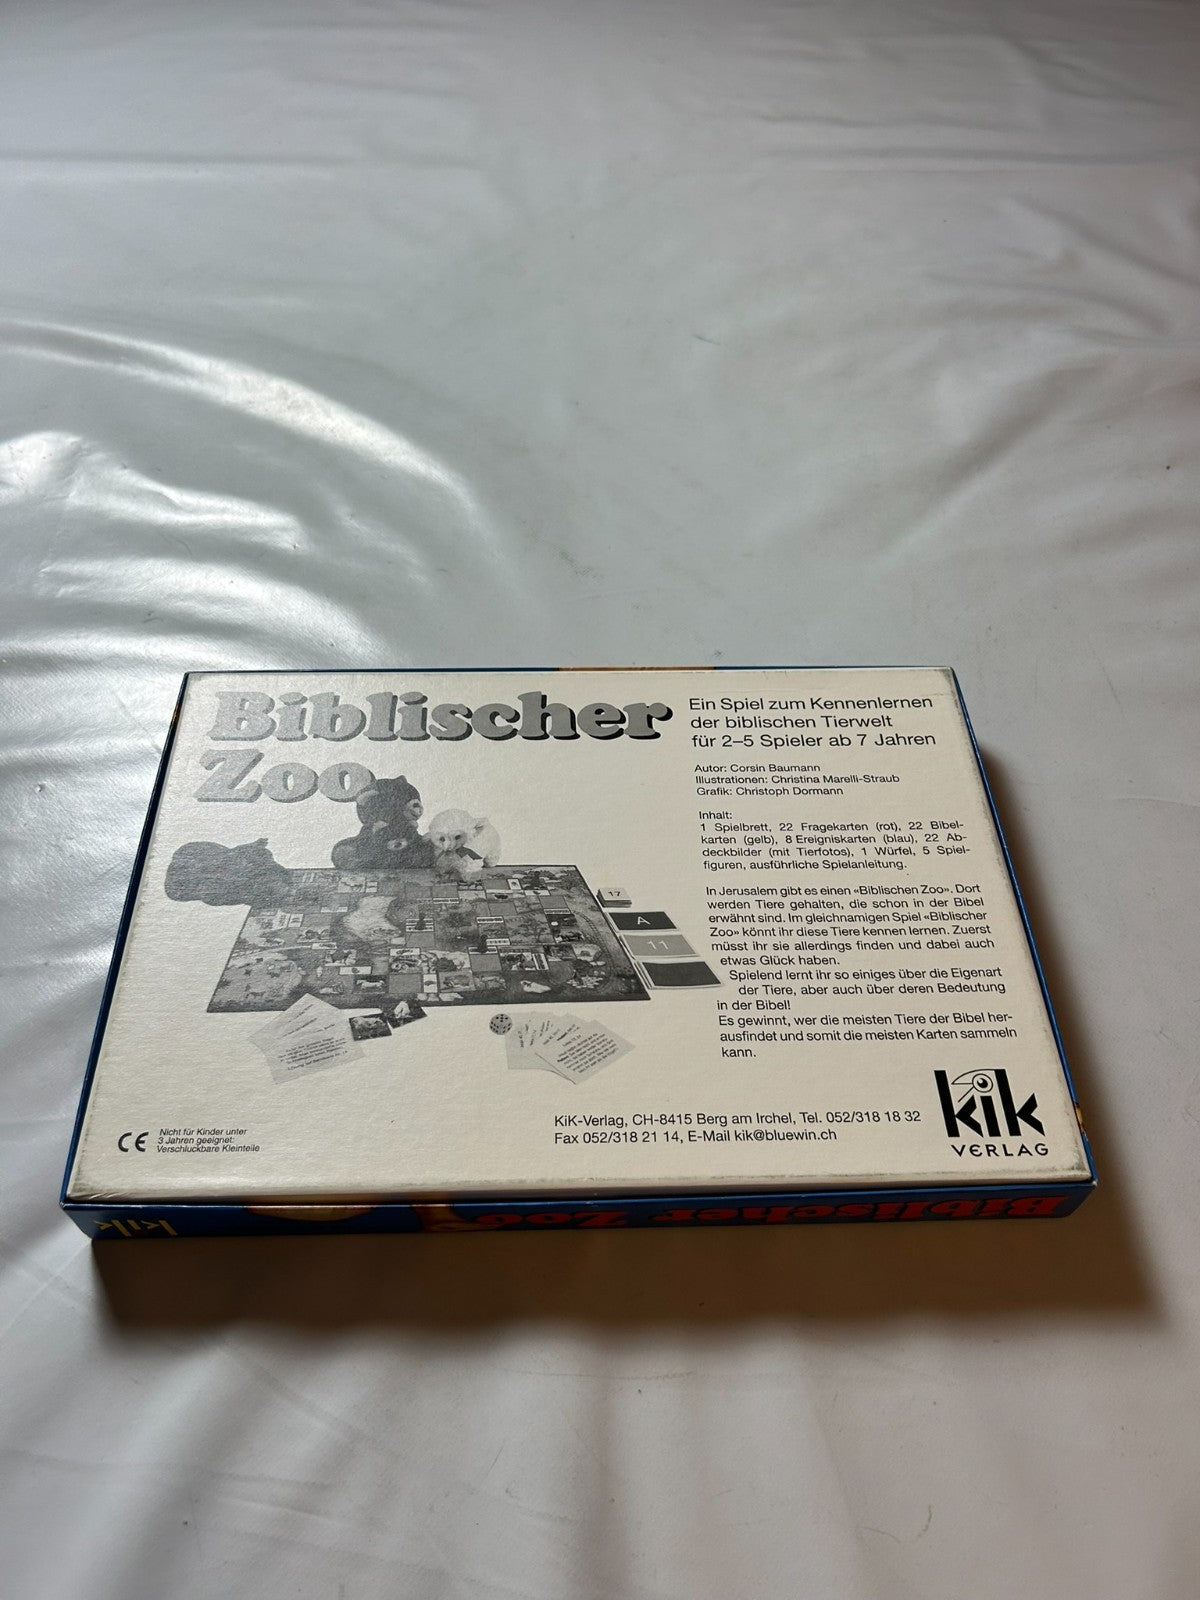 Biblischer
Zoo
Ein Spiel zum Kennenlernen
der biblischen Tierwelt
für 2–5 Spieler ab 7 Jahren
Autor: Corsin Baumann
Illustrationen: Christina Marelli-Straub
Grafik: Christoph Dormann
Inhalt:
1 Spielbrett, 22 Fragekarten (rot), 22 Bibel-
karten (gelb), 8 Ereigniskarten (blau), 22 Ab-
deckbilder (mit Tierfotos), 1 Würfel, 5 Spiel-
figuren, ausführliche Spielanleitung.
In Jerusalem gibt es einen «Biblischen Zoo». Dort
werden Tiere gehalten, die schon in der Bibel
erwähnt sind. Im gleichnamigen Spiel «Biblischer
Zoo» könnt ihr diese Tiere kennen lernen. Zuerst
müsst ihr sie allerdings finden und dabei auch
etwas Glück haben.
Spielend lernt ihr so einiges über die Eigenart
der Tiere, aber auch über deren Bedeutung
in der Bibel!
Es gewinnt, wer die meisten Tiere der Bibel her-
ausfindet und somit die meisten Karten sammeln
kann.
17
A
11
KiK-Verlag, CH-8415 Berg am Irchel, Tel. 052/318 18 32
Fax 052/318 21 14, E-Mail kik@bluewin.ch
kik
VERLAG
CE
Nicht für Kinder unter
3 Jahren geeignet:
Verschluckbare Kleinteile
kik
Biblischer Zoo